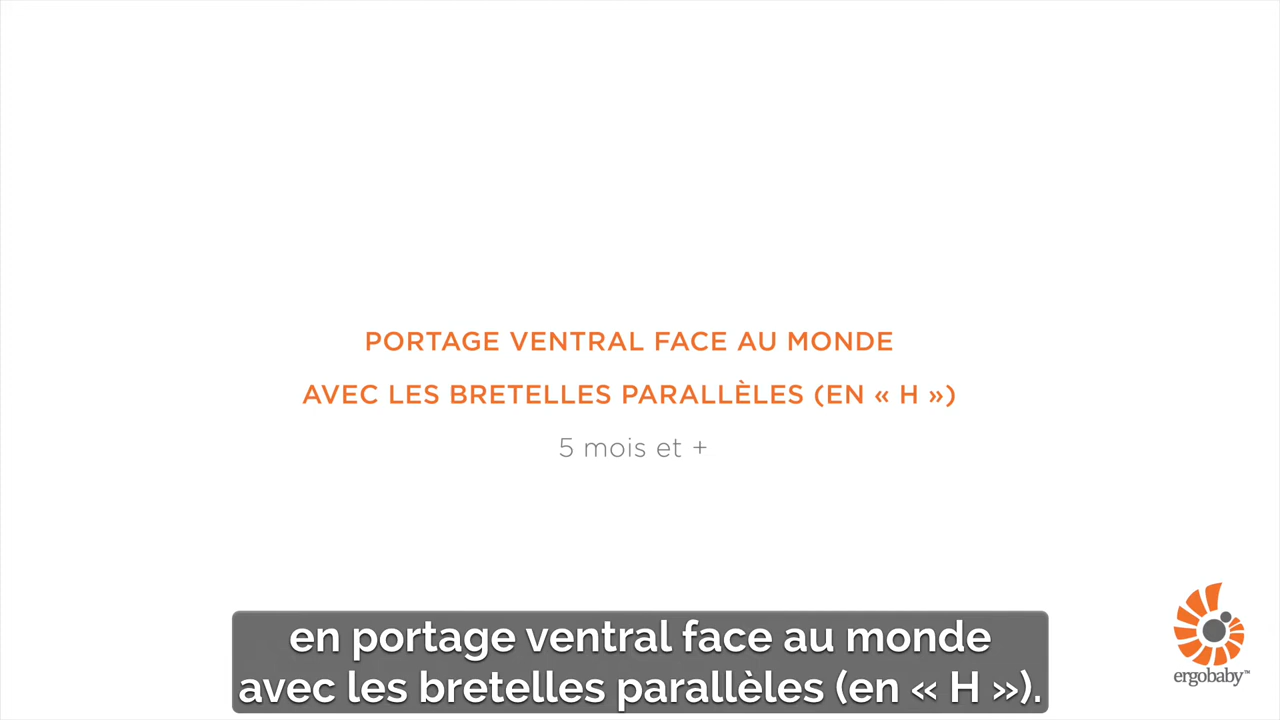 PORTAGE VENTRAL FACE AU MONDE
AVEC LES BRETELLES PARALLÈLES (EN « H »)
5 mois et +
en portage ventral face au monde
avec les bretelles parallèles (en « H »).
ergobaby™